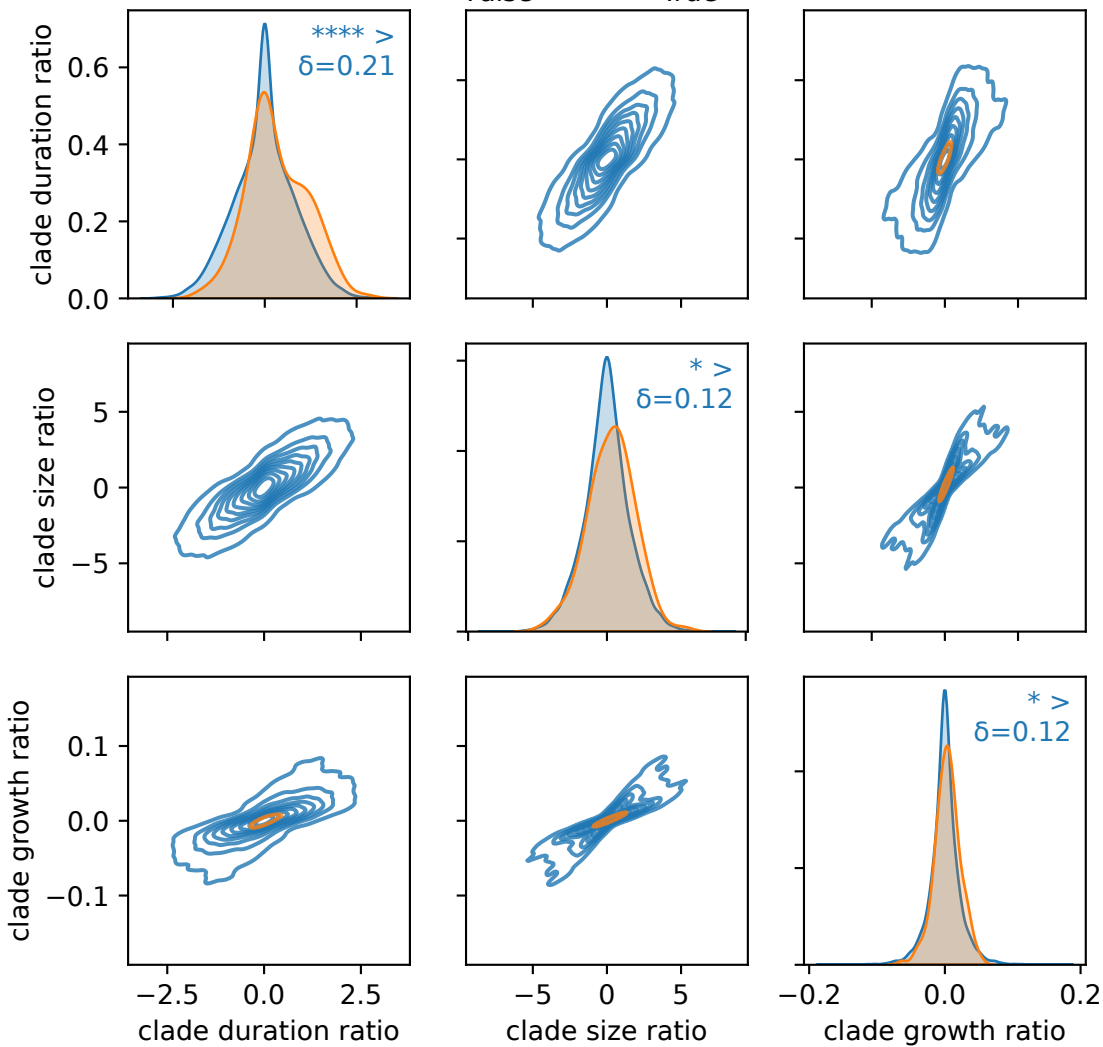 **** >
δ=0.21
clade duration ratio
0.6
0.4
0.2
0.0
* >
δ=0.12
clade size ratio
5
0
−5
* >
δ=0.12
clade growth ratio
0.1
0.0
−0.1
−2.5 0.0 2.5
−5 0 5
−0.2 0.0 0.2
clade duration ratio
clade size ratio
clade growth ratio